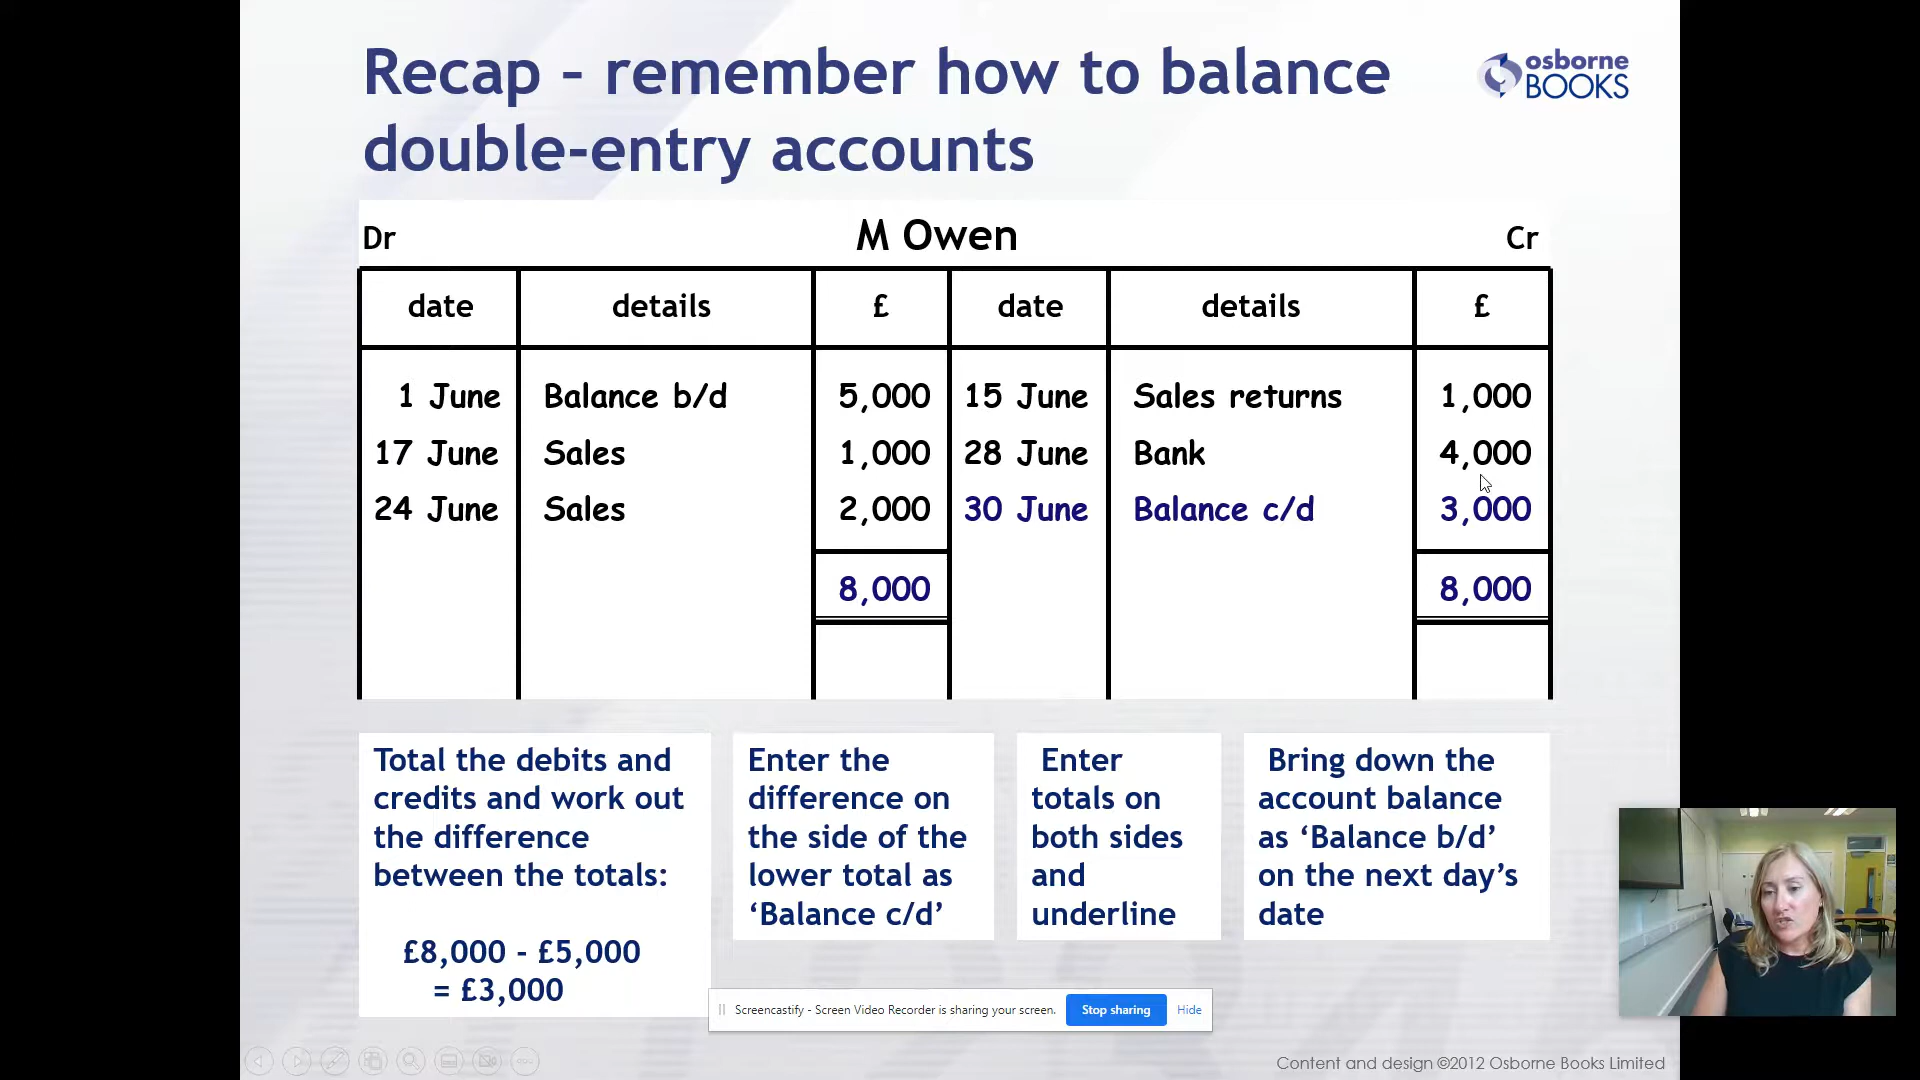 Recap – remember how to balance
double-entry accounts
osborne
BOOKS
Dr M Owen Cr
date details £ date details £
1 June Balance b/d 5,000 15 June Sales returns 1,000
17 June Sales 1,000 28 June Bank 4,000
24 June Sales 2,000 30 June Balance c/d 3,000
8,000 8,000
Total the debits and
credits and work out
the difference
between the totals:
£8,000 - £5,000
= £3,000
Enter the
difference on
the side of the
lower total as
‘Balance c/d’
Enter
totals on
both sides
and
underline
Bring down the
account balance
as ‘Balance b/d’
on the next day’s
date
Screencastify - Screen Video Recorder is sharing your screen. Stop sharing Hide
Content and design ©2012 Osborne Books Limited